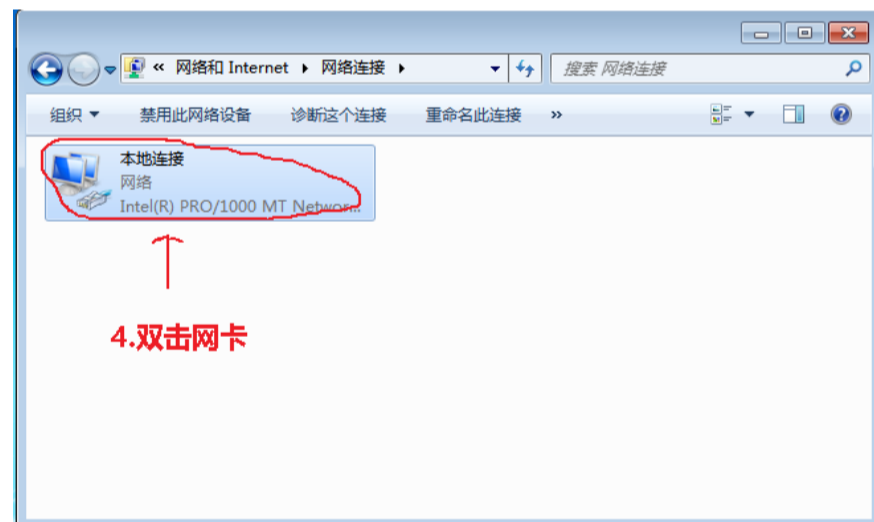 « 网络和 Internet 网络连接 搜索 网络连接
组织 禁用此网络设备 诊断这个连接 重命名此连接 »
本地连接
网络
Intel(R) PRO/1000 MT Networ...
4.双击网卡